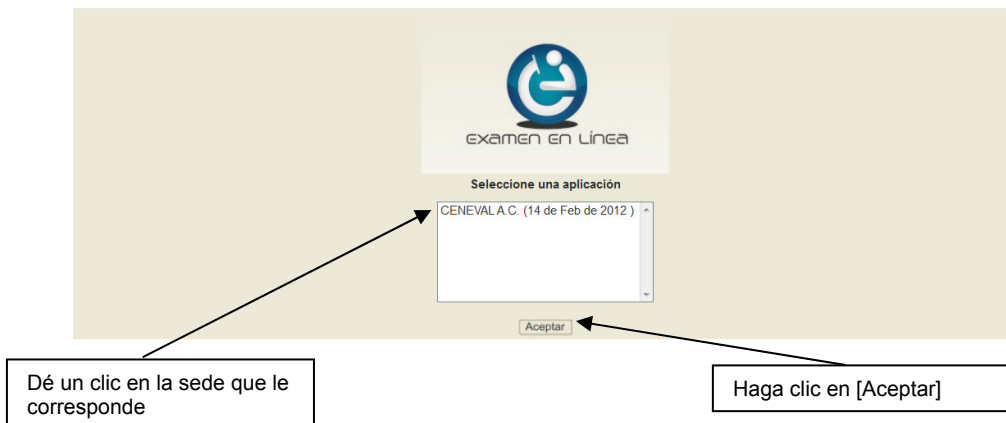 examen en Línea
Seleccione una aplicación
CENEVAL A.C. (14 de Feb de 2012 )
Aceptar
Dé un clic en la sede que le
corresponde
Haga clic en [Aceptar]